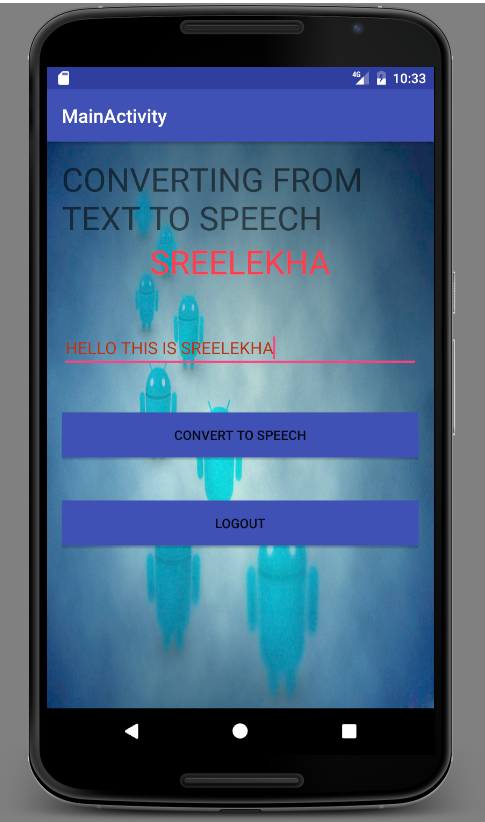 4G 10:33
MainActivity
CONVERTING FROM
TEXT TO SPEECH
SREELEKHA
HELLO THIS IS SREELEKHA
CONVERT TO SPEECH
LOGOUT